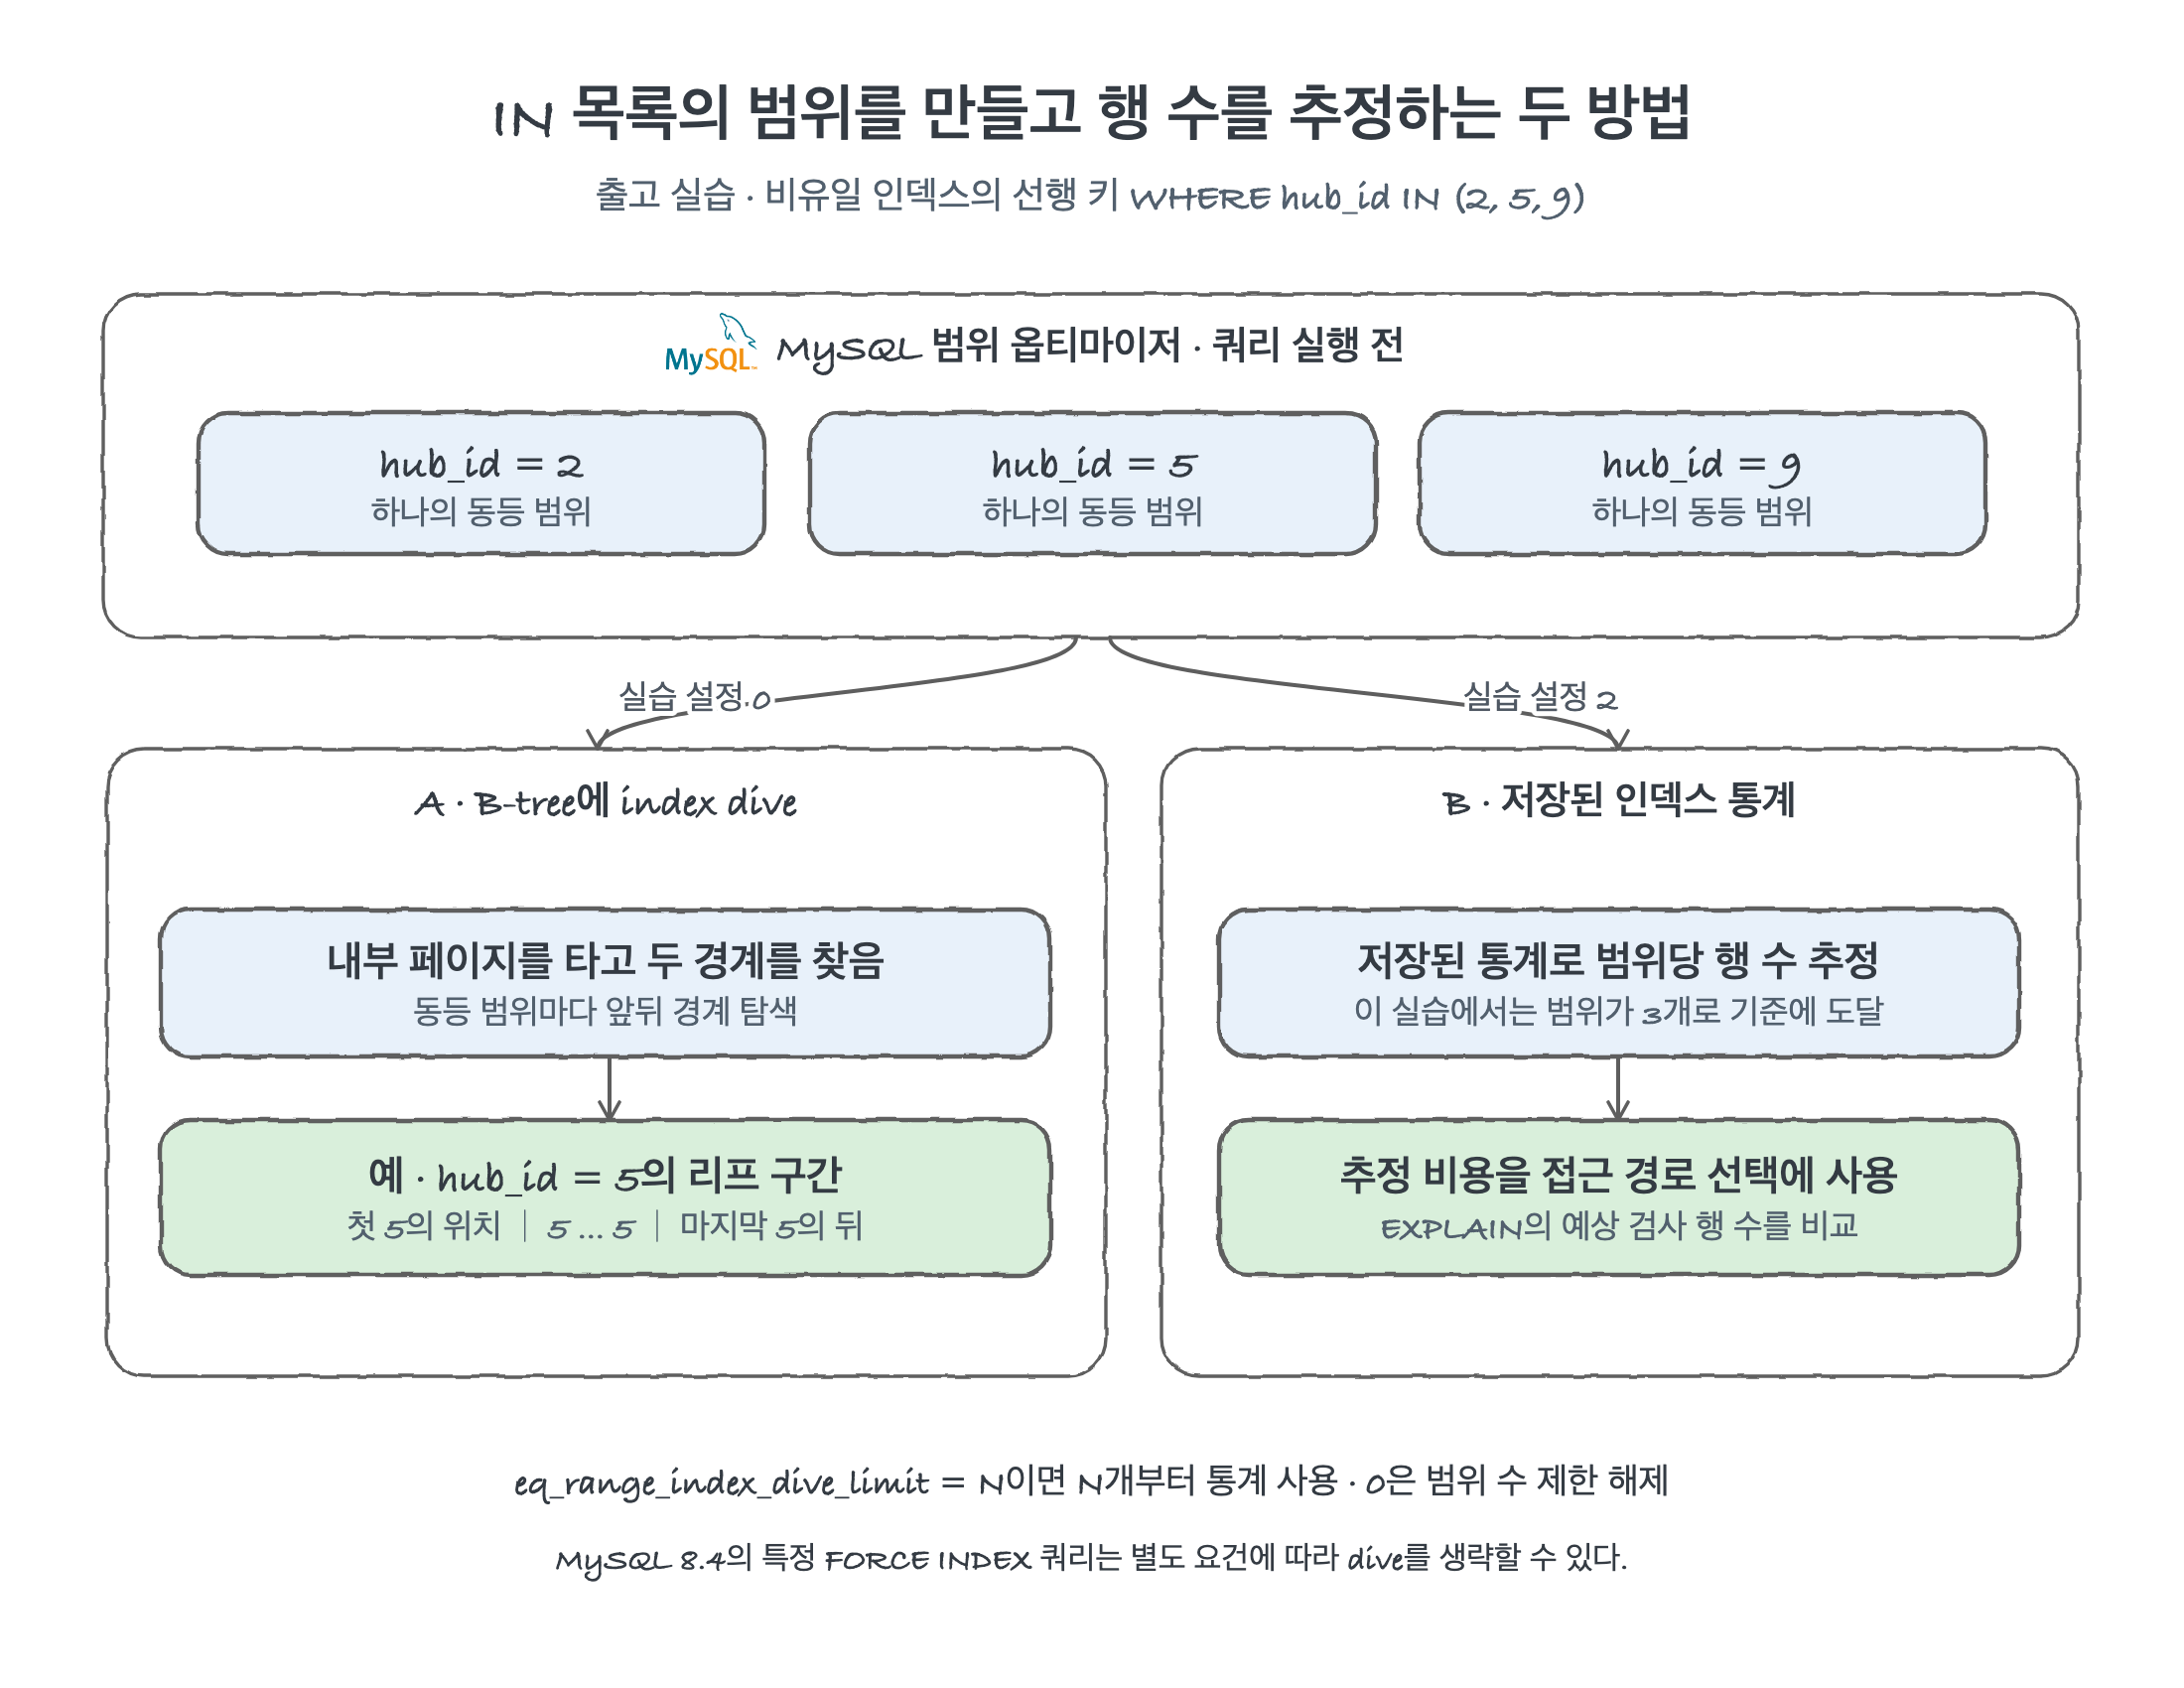 IN 목록의 범위를 만들고 행 수를 추정하는 두 방법
출고 실습 · 비유일 인덱스의 선행 키 WHERE hub_id IN (2, 5, 9)
MySQL MySQL 범위 옵티마이저 · 쿼리 실행 전
hub_id = 2
하나의 동등 범위
hub_id = 5
하나의 동등 범위
hub_id = 9
하나의 동등 범위
실습 설정 0
실습 설정 2
A · B-tree에 index dive
내부 페이지를 타고 두 경계를 찾음
동등 범위마다 앞뒤 경계 탐색
예 · hub_id = 5의 리프 구간
첫 5의 위치 | 5 ... 5 | 마지막 5의 뒤
B · 저장된 인덱스 통계
저장된 통계로 범위당 행 수 추정
이 실습에서는 범위가 3개로 기준에 도달
추정 비용을 접근 경로 선택에 사용
EXPLAIN의 예상 검사 행 수를 비교
eq_range_index_dive_limit = N이면 N개부터 통계 사용 · 0은 범위 수 제한 해제
MySQL 8.4의 특정 FORCE INDEX 쿼리는 별도 요건에 따라 dive를 생략할 수 있다.